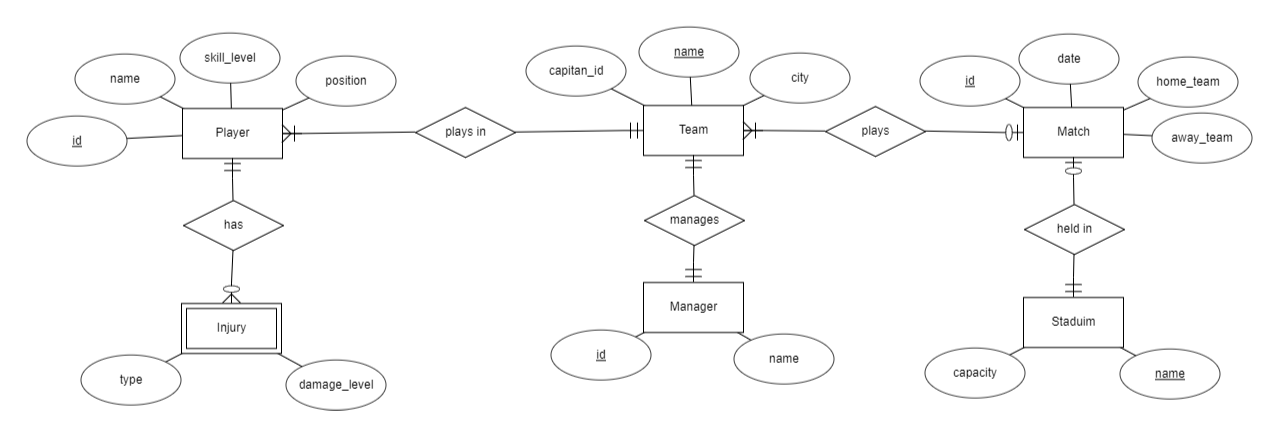 skill_level
name
position
id
Player
plays in
capitan_id
name
city
Team
plays
id
date
home_team
away_team
Match
has
manages
held in
Injury
type
damage_level
Manager
id
name
Staduim
capacity
name